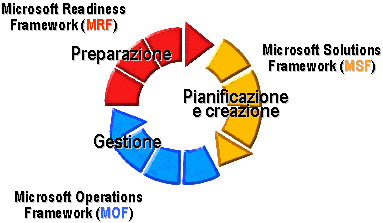 Microsoft Readiness
Framework (MRF)
Preparazione
Microsoft Solutions
Framework (MSF)
Pianificazione
e creazione
Gestione
Microsoft Operations
Framework (MOF)